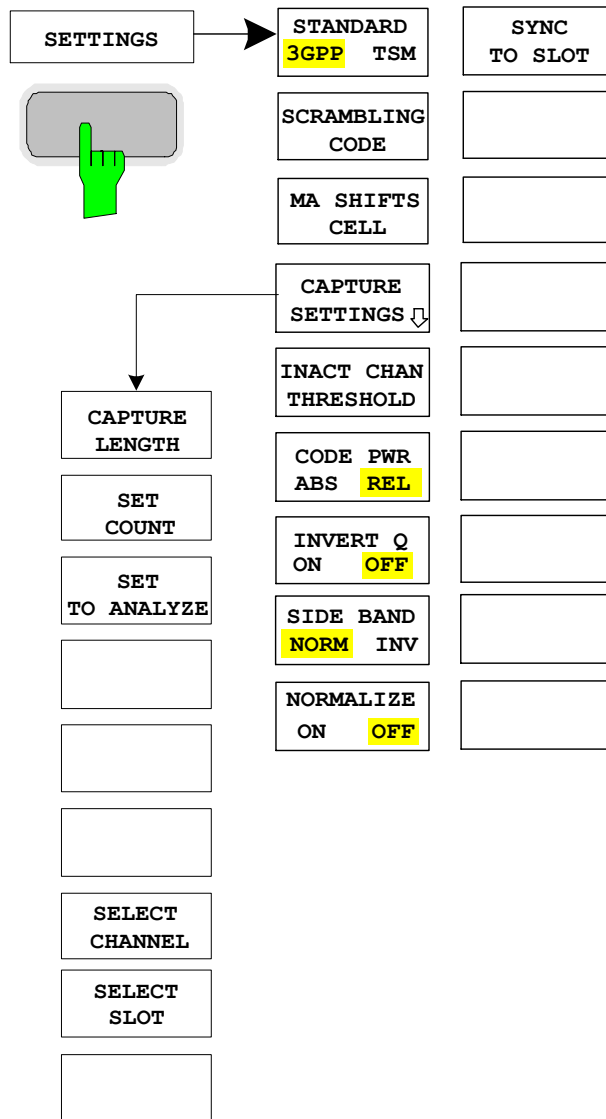 SETTINGS
STANDARD
3GPP TSM
SCRAMBLING
CODE
MA SHIFTS
CELL
CAPTURE
SETTINGS
INACT CHAN
THRESHOLD
CODE PWR
ABS REL
INVERT Q
ON OFF
SIDE BAND
NORM INV
NORMALIZE
ON OFF
SYNC
TO SLOT
CAPTURE
LENGTH
SET
COUNT
SET
TO ANALYZE
SELECT
CHANNEL
SELECT
SLOT